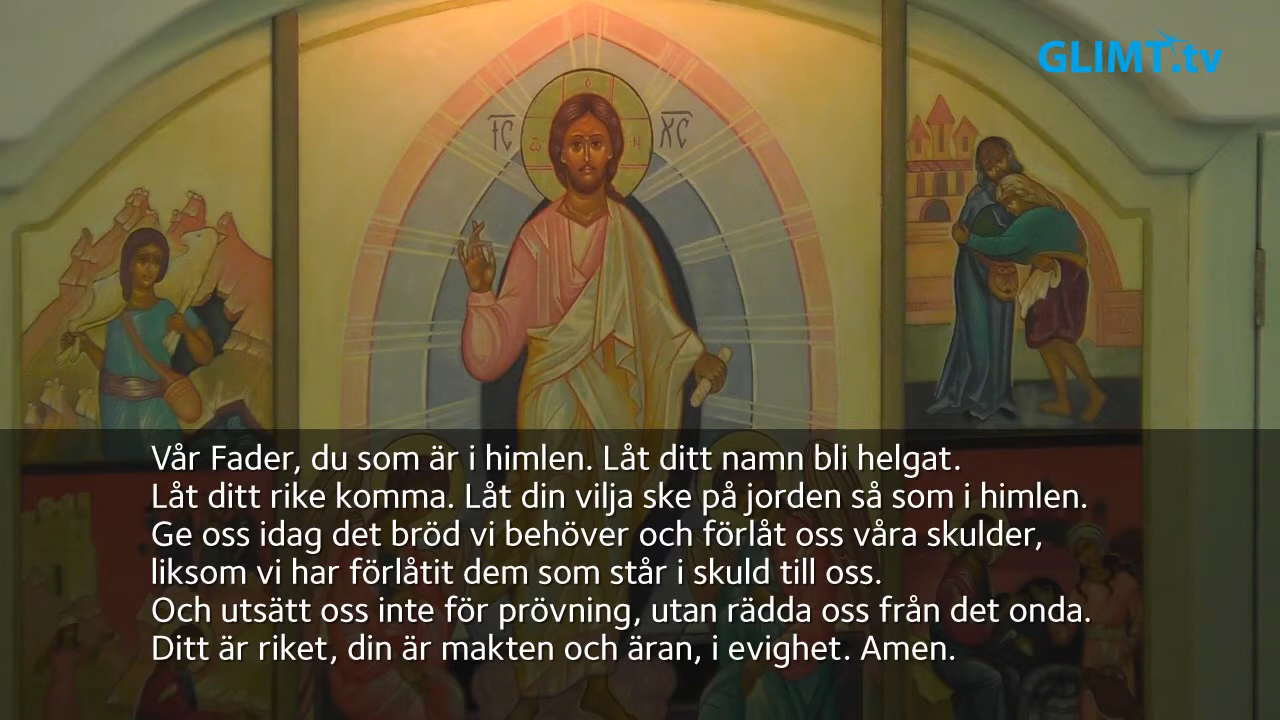 GLIMT.tv
ΙC XC
Vår Fader, du som är i himlen. Låt ditt namn bli helgat.
Låt ditt rike komma. Låt din vilja ske på jorden så som i himlen.
Ge oss idag det bröd vi behöver och förlåt oss våra skulder,
liksom vi har förlåtit dem som står i skuld till oss.
Och utsätt oss inte för prövning, utan rädda oss från det onda.
Ditt är riket, din är makten och äran, i evighet. Amen.